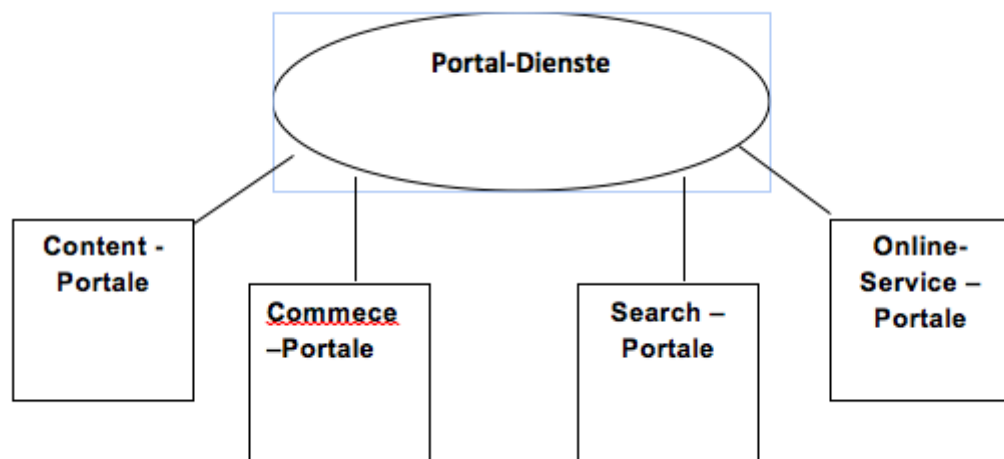 Portal-Dienste
Content -
Portale
Commece
–Portale
Search –
Portale
Online-
Service –
Portale